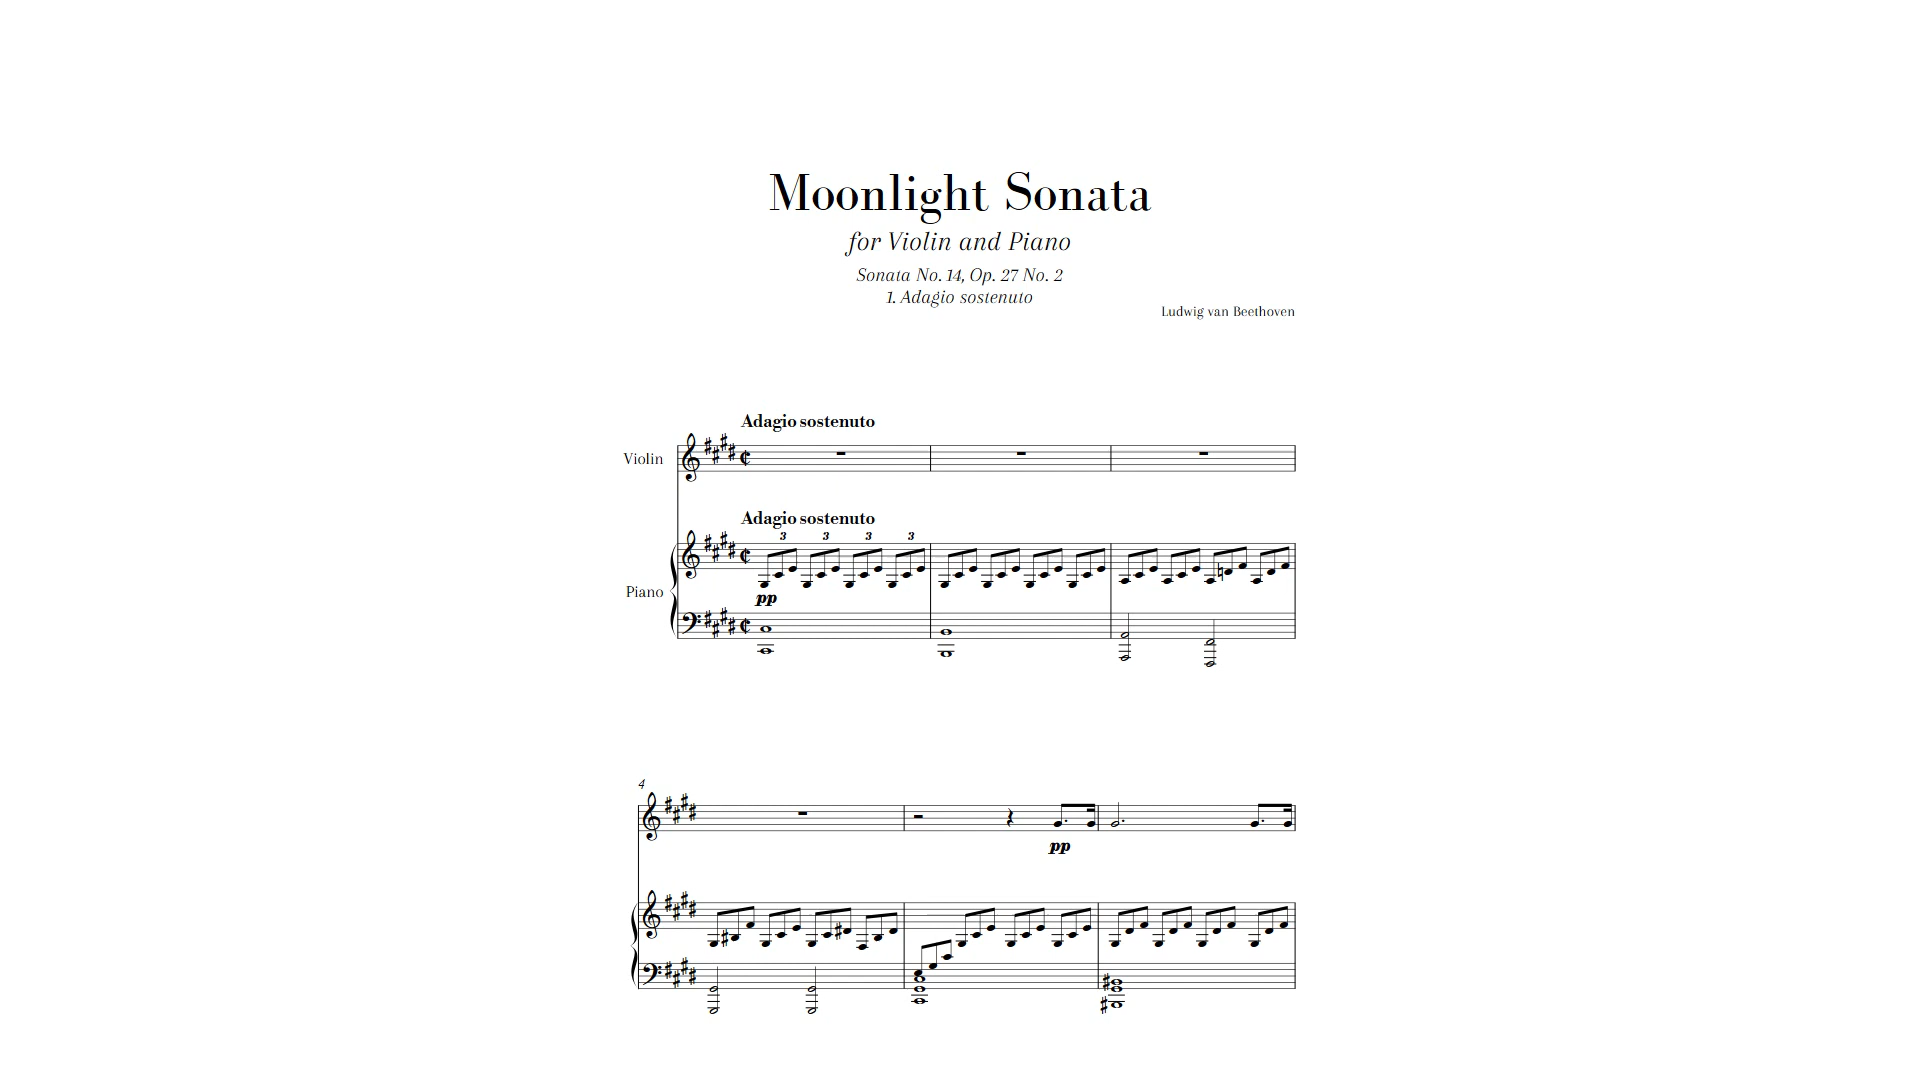 Moonlight Sonata
for Violin and Piano
Sonata No. 14, Op. 27 No. 2
1. Adagio sostenuto
Ludwig van Beethoven
Adagio sostenuto
Violin
Adagio sostenuto
3 3 3 3
Piano
pp
4
pp